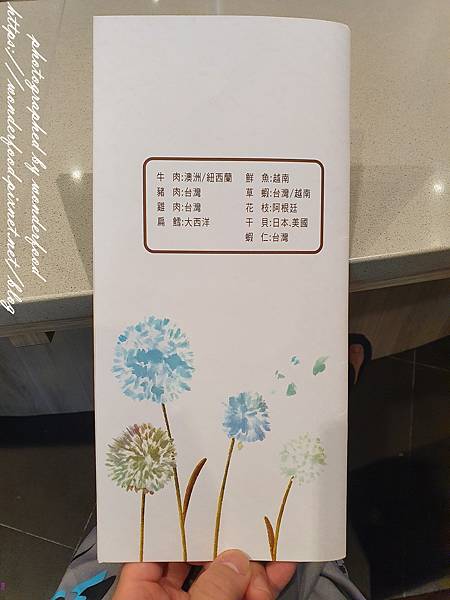 牛　肉:澳洲/紐西蘭
豬　肉:台灣
雞　肉:台灣
扁　鱈:大西洋
鮮　魚:越南
草　蝦:台灣/越南
花　枝:阿根廷
干　貝:日本.美國
蝦　仁:台灣
photographed by wonderfood
https://wonderfood.pixnet.net/blog